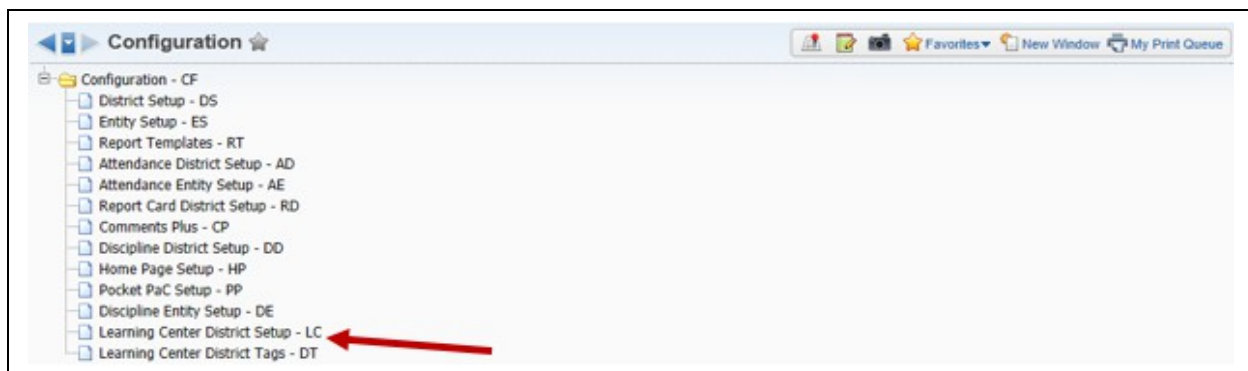 Configuration
Favorites New Window My Print Queue
Configuration - CF
District Setup - DS
Entity Setup - ES
Report Templates - RT
Attendance District Setup - AD
Attendance Entity Setup - AE
Report Card District Setup - RD
Comments Plus - CP
Discipline District Setup - DD
Home Page Setup - HP
Pocket PaC Setup - PP
Discipline Entity Setup - DE
Learning Center District Setup - LC
Learning Center District Tags - DT